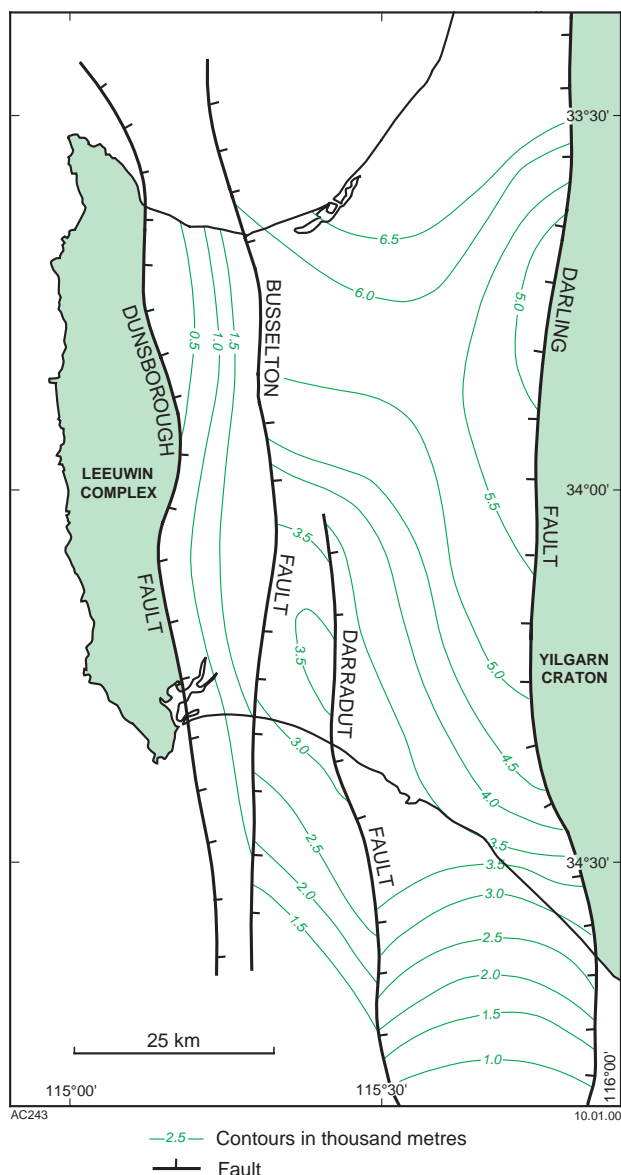 33°30'
6.5
6.0
5.0
DARLING
BUSSELTON
0.5
1.0
1.5
DUNSBOROUGH
LEEUWIN
COMPLEX
34°00'
5.5
FAULT
3.5
FAULT
FAULT
DARRADUT
3.5
5.0
YILGARN
CRATON
3.0
4.5
4.0
2.5
3.5
FAULT
34°30'
3.5
2.0
3.0
1.5
2.5
2.0
1.5
25 km
1.0
115°00'
115°30'
116°00'
AC243
10.01.00
2.5 Contours in thousand metres
Fault